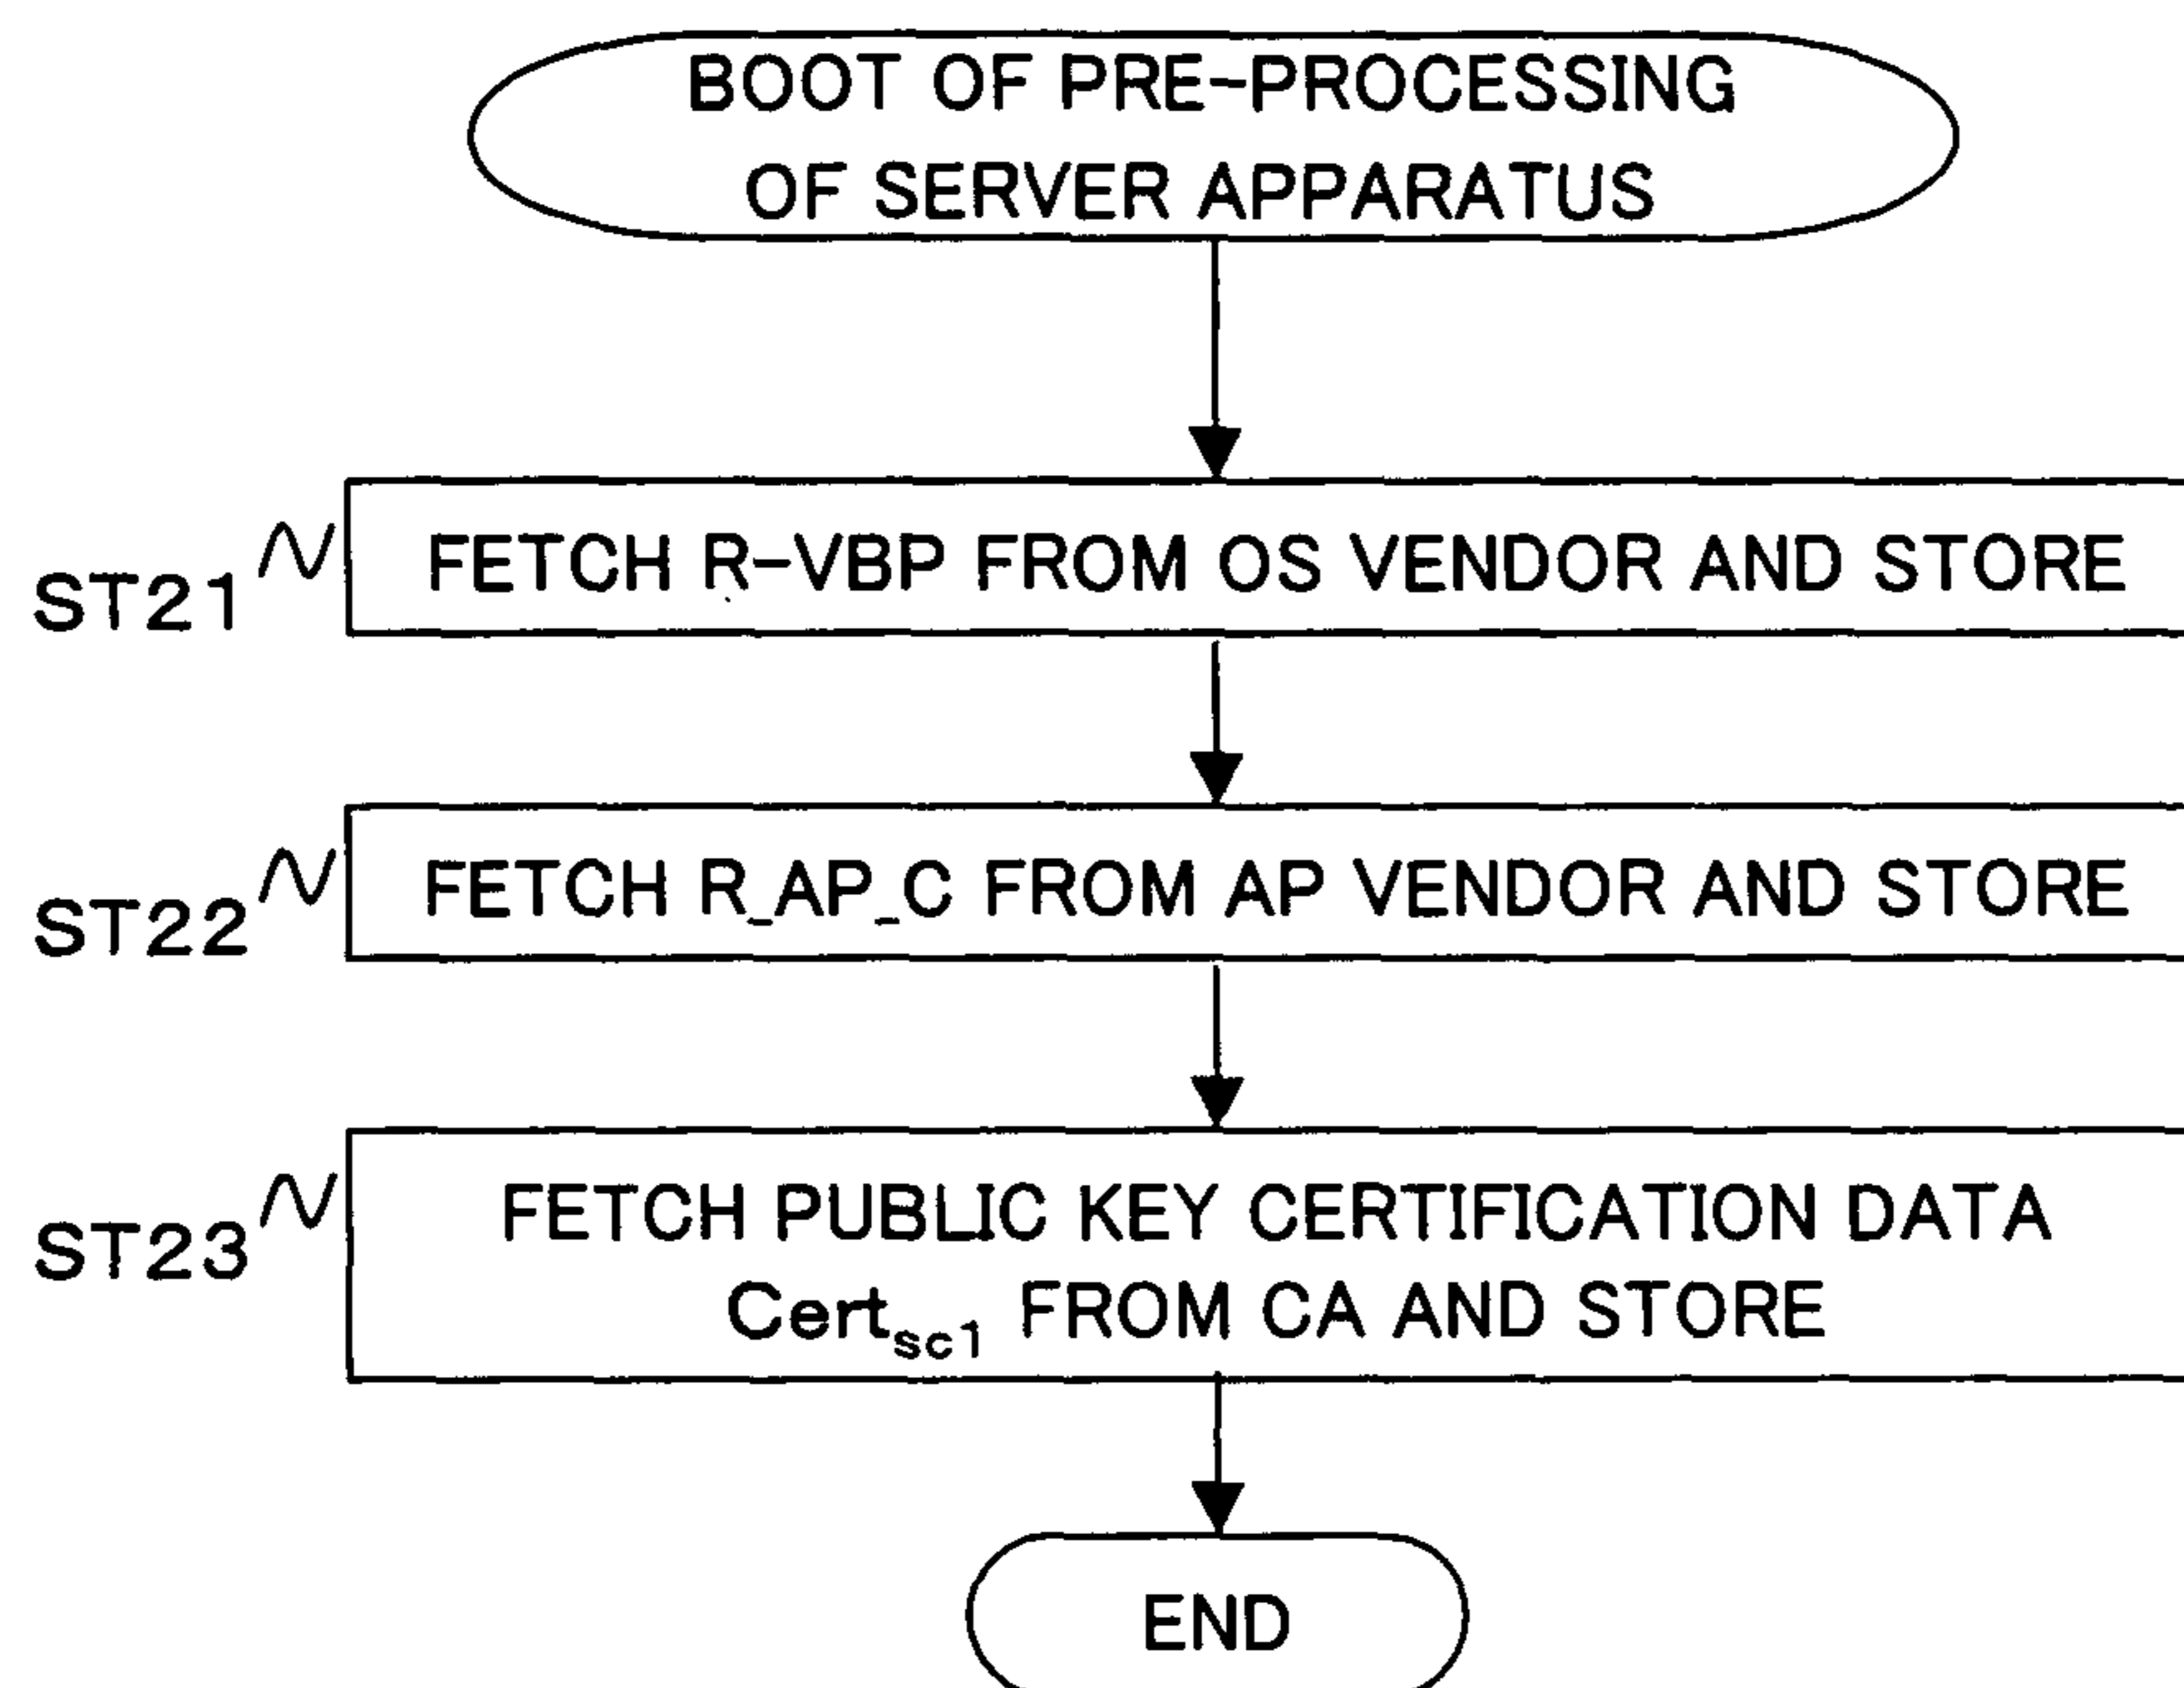 BOOT OF PRE-PROCESSING
OF SERVER APPARATUS
ST21
FETCH R-VBP FROM OS VENDOR AND STORE
ST22
FETCH R_AP_C FROM AP VENDOR AND STORE
ST23
FETCH PUBLIC KEY CERTIFICATION DATA
Certsc1 FROM CA AND STORE
END